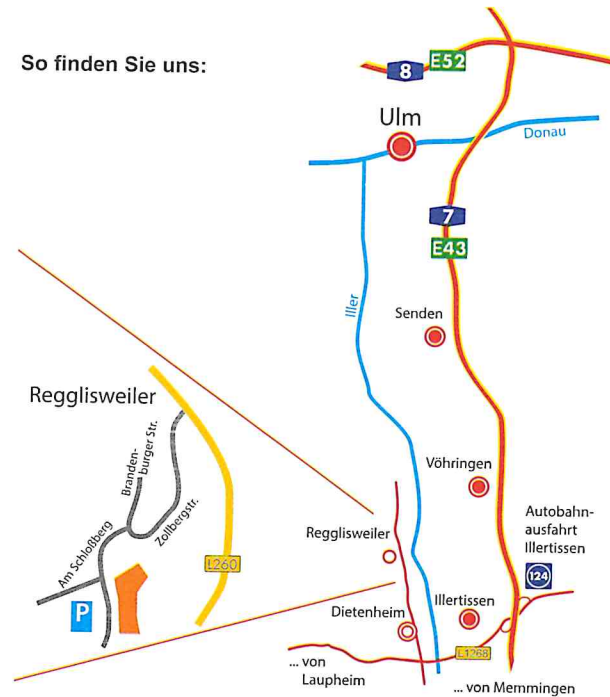 So finden Sie uns:
8
E52
Ulm
Donau
7
E43
Iller
Senden
Regglisweiler
Branden-
burger Str.
Zollbergstr.
Am Schloßberg
L260
P
Vöhringen
Autobahn-
ausfahrt
Illertissen
124
Regglisweiler
Dietenheim
Illertissen
L1268
... von
Laupheim
... von Memmingen